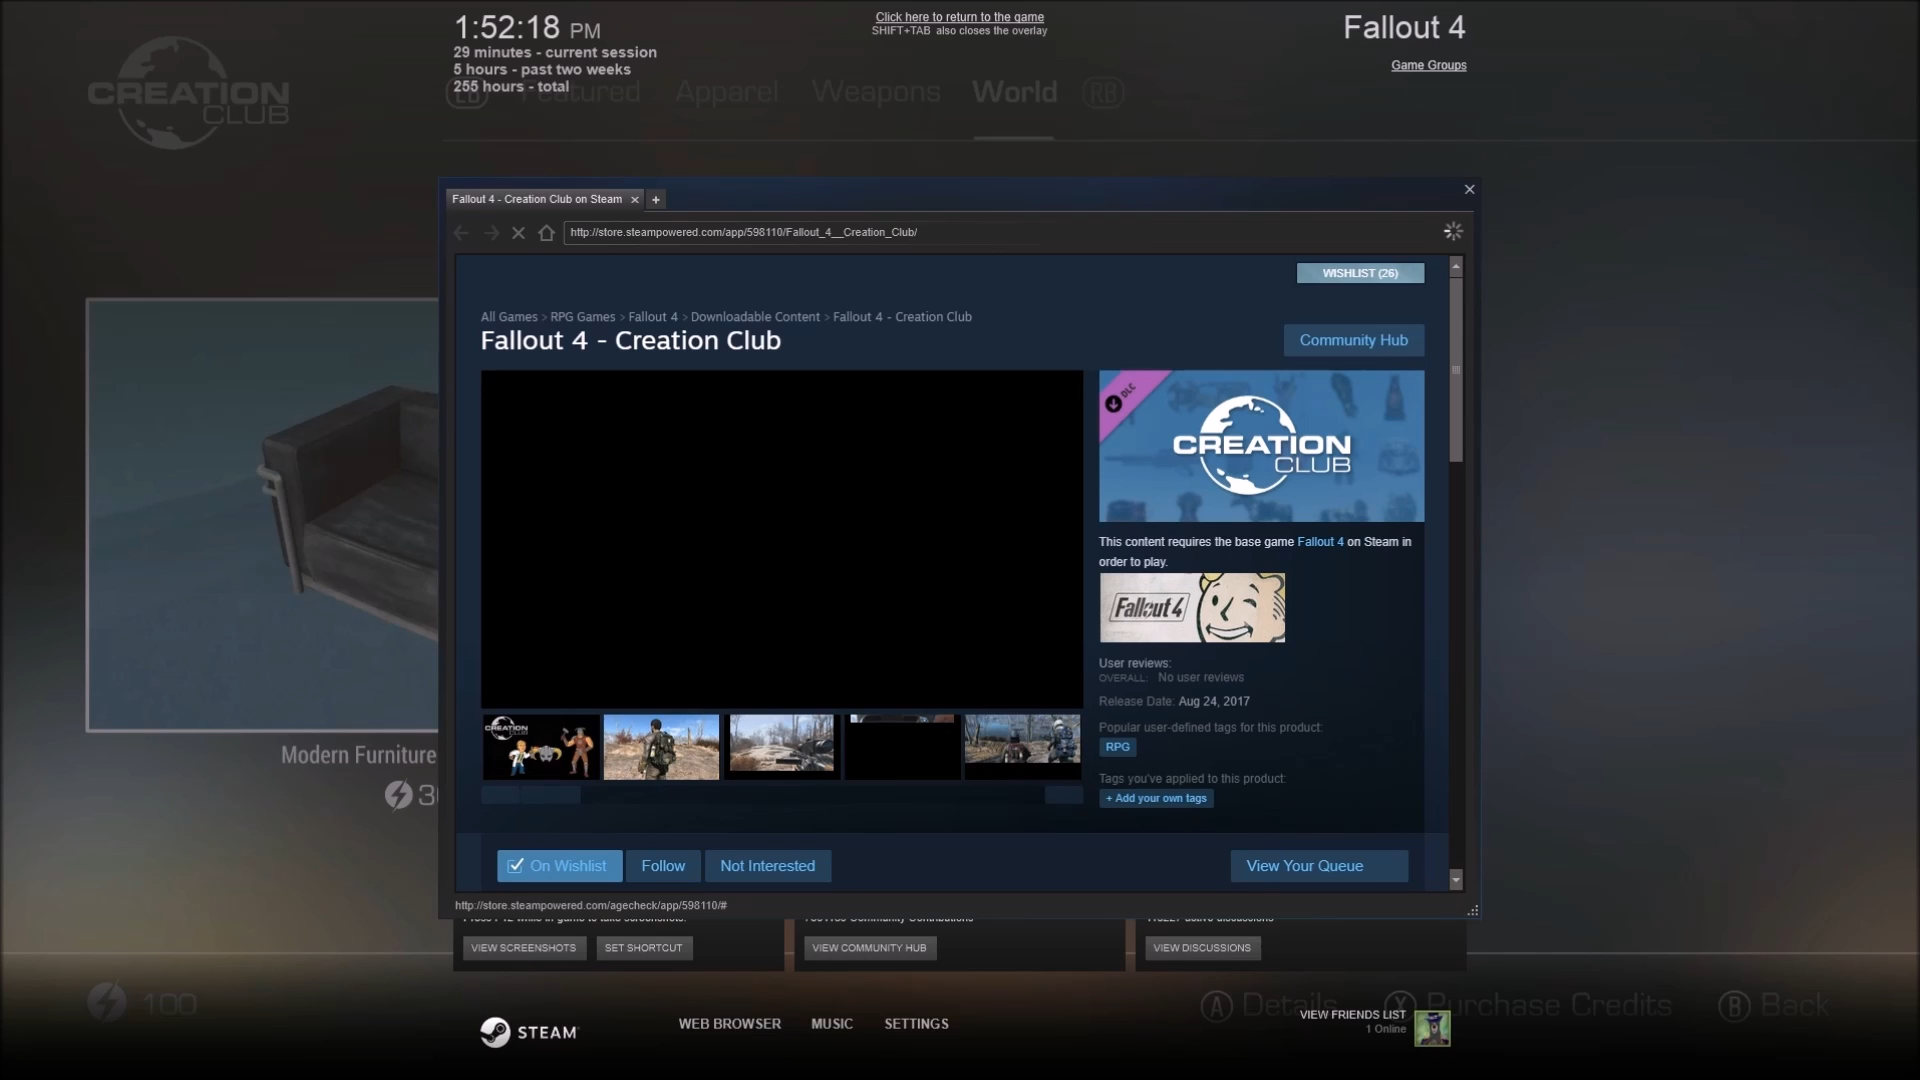 CREATION
CLUB
1:52:18 PM
29 minutes - current session
5 hours - past two weeks
255 hours - total
Click here to return to the game
SHIFT+TAB also closes the overlay
Fallout 4
Game Groups
LB Featured Apparel Weapons World RB
Fallout 4 - Creation Club on Steam
http://store.steampowered.com/app/598110/Fallout_4__Creation_Club/
WISHLIST (26)
All Games > RPG Games > Fallout 4 > Downloadable Content > Fallout 4 - Creation Club
Fallout 4 - Creation Club
Community Hub
DLC
CREATION
CLUB
This content requires the base game Fallout 4 on Steam in
order to play.
Fallout 4
User reviews:
OVERALL: No user reviews
Release Date: Aug 24, 2017
Popular user-defined tags for this product:
RPG
Tags you've applied to this product:
+ Add your own tags
CREATION
CLUB
Modern Furniture
On Wishlist
Follow
Not Interested
View Your Queue
http://store.steampowered.com/agecheck/app/598110/#
VIEW SCREENSHOTS
SET SHORTCUT
VIEW COMMUNITY HUB
VIEW DISCUSSIONS
100
A Details X Purchase Credits B Back
STEAM
WEB BROWSER
MUSIC
SETTINGS
VIEW FRIENDS LIST
1 Online